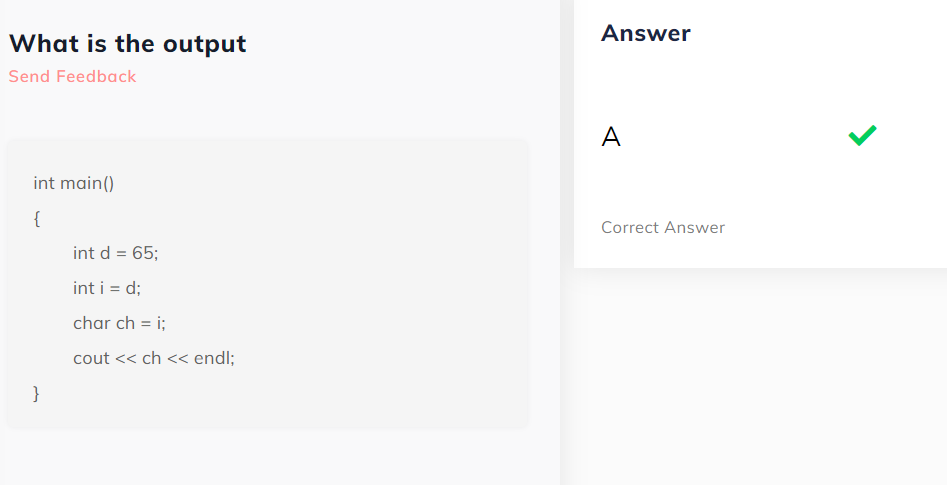 What is the output
Send Feedback
int main()
{
int d = 65;
int i = d;
char ch = i;
cout << ch << endl;
}
Answer
A
Correct Answer